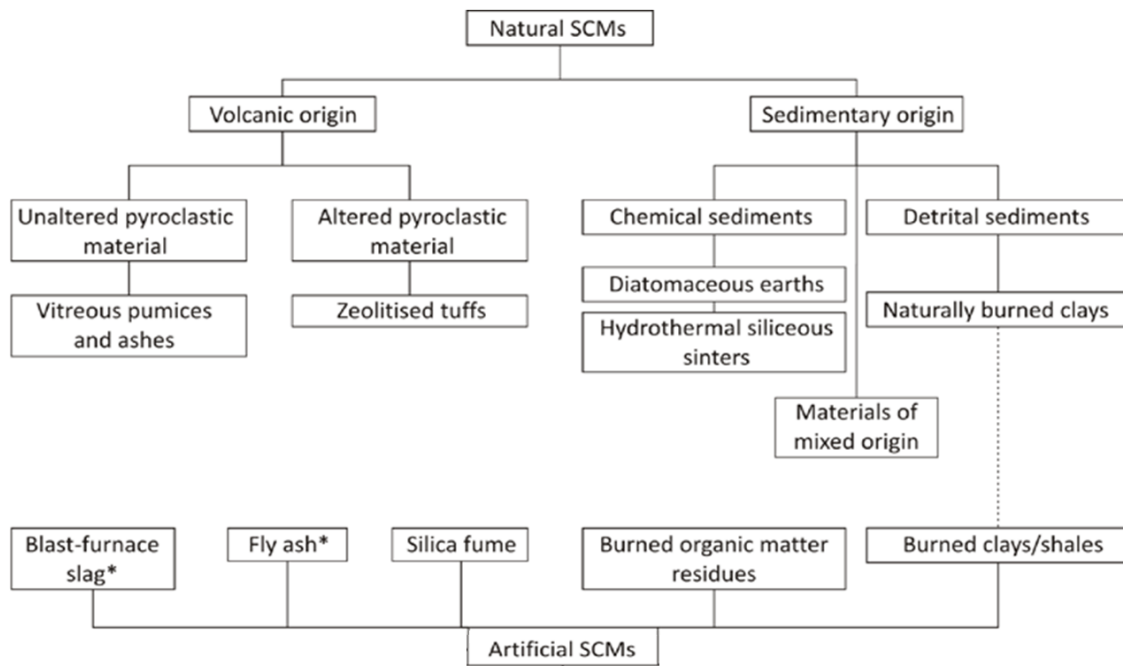 Natural SCMs
Volcanic origin
Sedimentary origin
Unaltered pyroclastic
material
Altered pyroclastic
material
Chemical sediments
Detrital sediments
Vitreous pumices
and ashes
Zeolitised tuffs
Diatomaceous earths
Naturally burned clays
Hydrothermal siliceous
sinters
Materials of
mixed origin
Blast-furnace
slag*
Fly ash*
Silica fume
Burned organic matter
residues
Burned clays/shales
Artificial SCMs